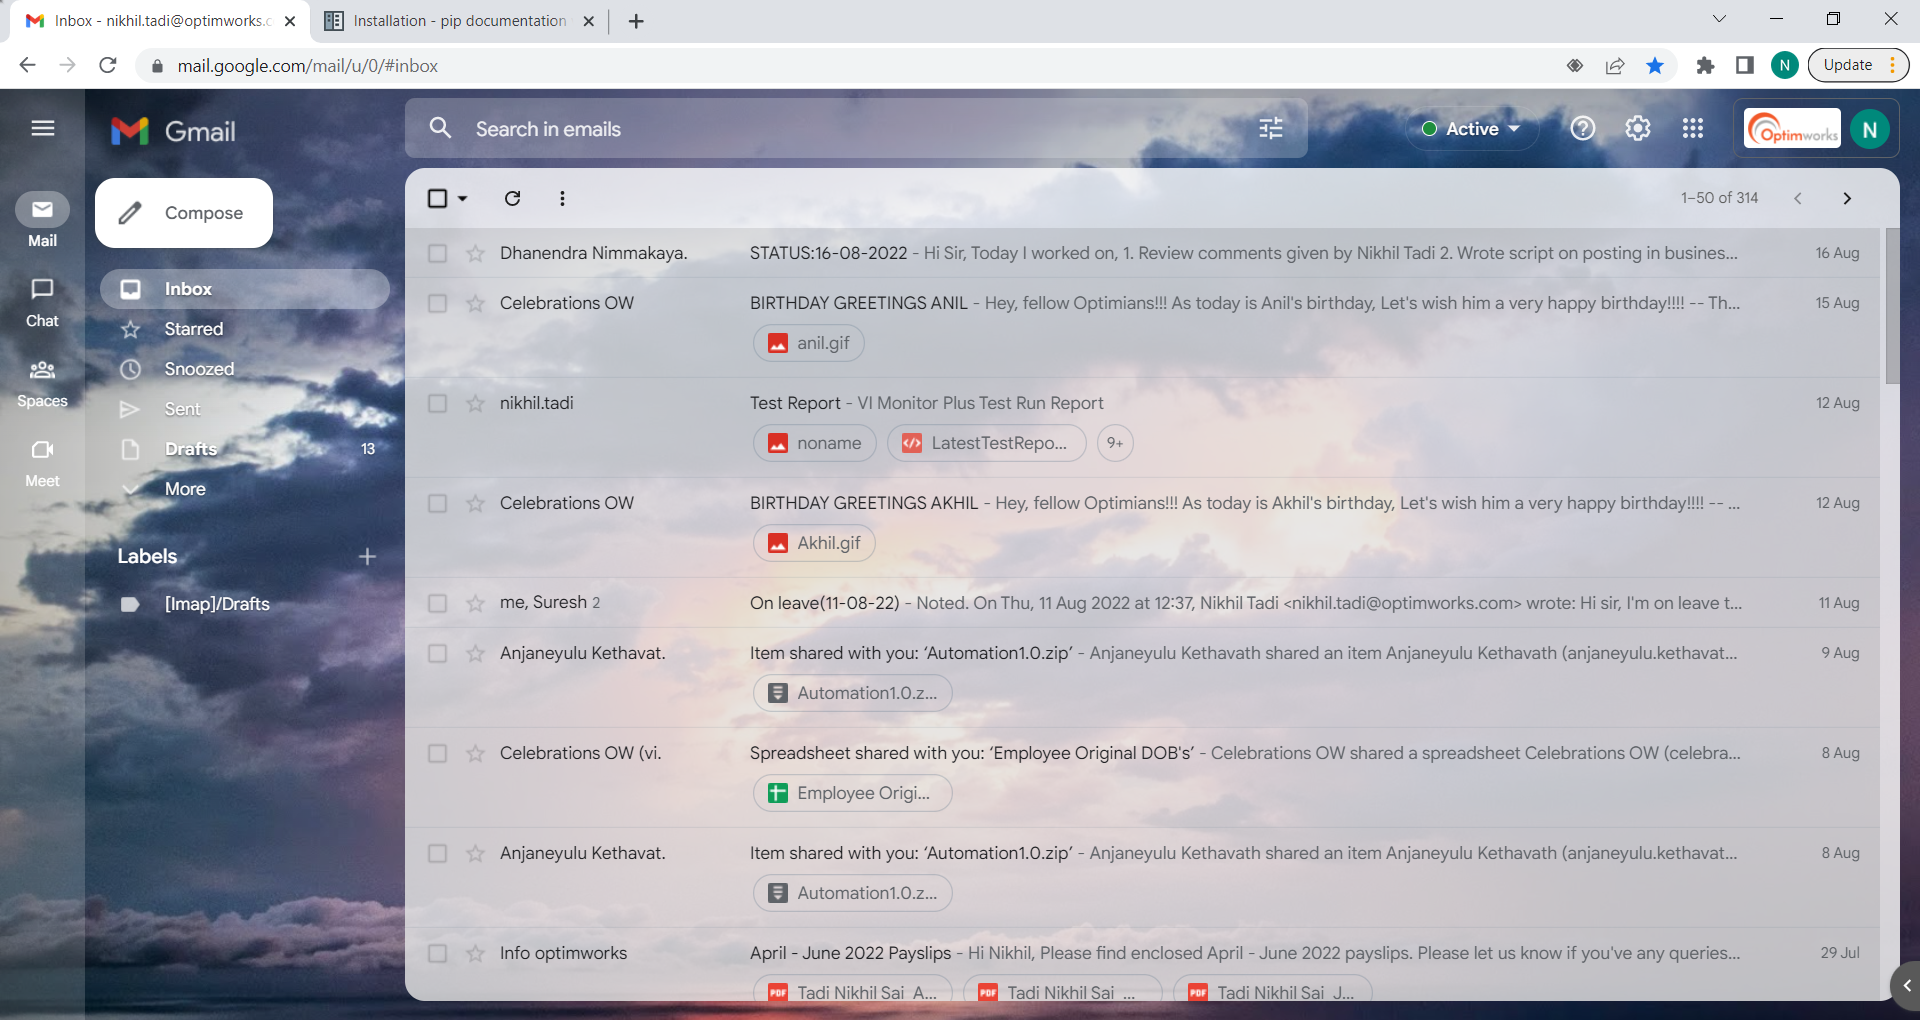 Inbox - nikhil.tadi@optimworks.c
Installation - pip documentation
mail.google.com/mail/u/0/#inbox
N
Update
Gmail
Search in emails
Active
Optimworks
N
Compose
1–50 of 314
Mail
Chat
Spaces
Meet
Inbox
Starred
Snoozed
Sent
Drafts 13
More
Labels
[Imap]/Drafts
Dhanendra Nimmakaya. STATUS:16-08-2022 - Hi Sir, Today I worked on, 1. Review comments given by Nikhil Tadi 2. Wrote script on posting in busines... 16 Aug
Celebrations OW BIRTHDAY GREETINGS ANIL - Hey, fellow Optimians!!! As today is Anil's birthday, Let's wish him a very happy birthday!!!! -- Th... 15 Aug
anil.gif
nikhil.tadi Test Report - VI Monitor Plus Test Run Report 12 Aug
noname LatestTestRepo... 9+
Celebrations OW BIRTHDAY GREETINGS AKHIL - Hey, fellow Optimians!!! As today is Akhil's birthday, Let's wish him a very happy birthday!!!! -- ... 12 Aug
Akhil.gif
me, Suresh 2 On leave(11-08-22) - Noted. On Thu, 11 Aug 2022 at 12:37, Nikhil Tadi <nikhil.tadi@optimworks.com> wrote: Hi sir, I'm on leave t... 11 Aug
Anjaneyulu Kethavat. Item shared with you: ‘Automation1.0.zip’ - Anjaneyulu Kethavath shared an item Anjaneyulu Kethavath (anjaneyulu.kethavat... 9 Aug
Automation1.0.z...
Celebrations OW (vi. Spreadsheet shared with you: ‘Employee Original DOB's’ - Celebrations OW shared a spreadsheet Celebrations OW (celebra... 8 Aug
Employee Origi...
Anjaneyulu Kethavat. Item shared with you: ‘Automation1.0.zip’ - Anjaneyulu Kethavath shared an item Anjaneyulu Kethavath (anjaneyulu.kethavat... 8 Aug
Automation1.0.z...
Info optimworks April - June 2022 Payslips - Hi Nikhil, Please find enclosed April - June 2022 payslips. Please let us know if you've any queries... 29 Jul
PDF Tadi Nikhil Sai_A... PDF Tadi Nikhil Sai_... PDF Tadi Nikhil Sai_J...